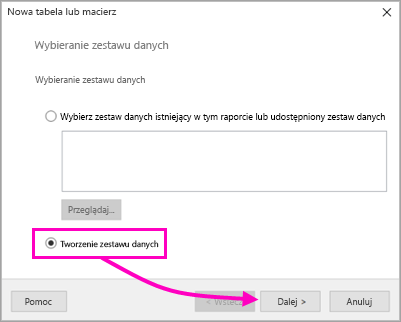 Nowa tabela lub macierz
Wybieranie zestawu danych
Wybieranie zestawu danych
Wybierz zestaw danych istniejący w tym raporcie lub udostępniony zestaw danych
Przeglądaj...
Tworzenie zestawu danych
Pomoc < Wstecz Dalej > Anuluj